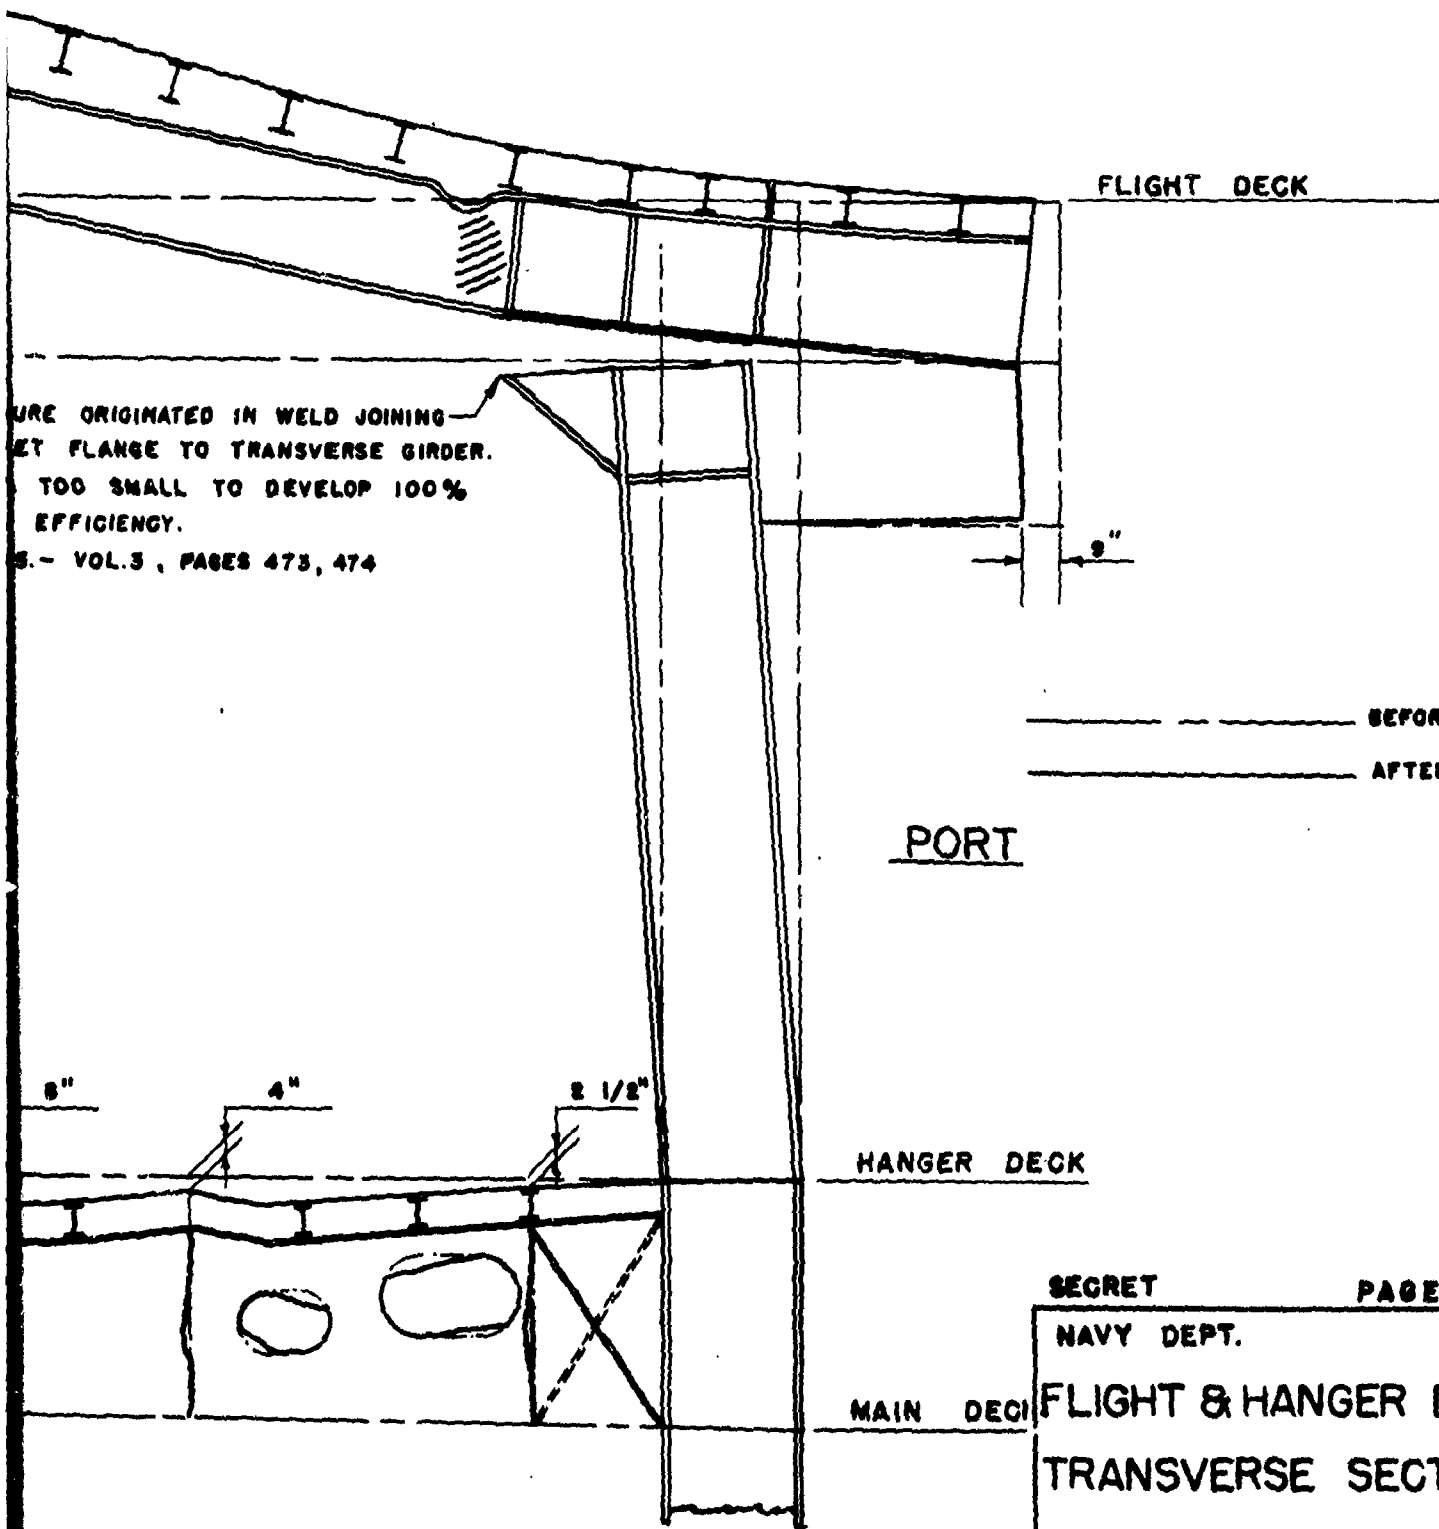 FLIGHT DECK
URE ORIGINATED IN WELD JOINING
ET FLANGE TO TRANSVERSE GIRDER.
TOO SMALL TO DEVELOP 100%
EFFICIENCY.
S.- VOL.3, PAGES 473, 474
9"
BEFOR
AFTE
PORT
4"
2 1/2"
HANGER DECK
SECRET PAGE
NAVY DEPT.
FLIGHT & HANGER
MAIN DECK
TRANSVERSE SECT